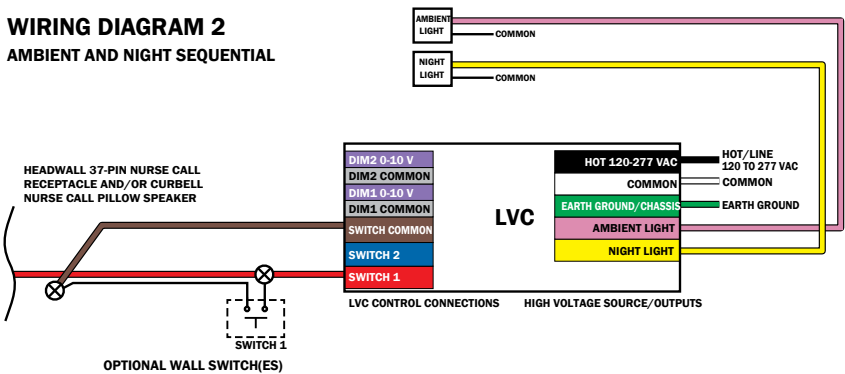 WIRING DIAGRAM 2
AMBIENT AND NIGHT SEQUENTIAL
AMBIENT
LIGHT
COMMON
NIGHT
LIGHT
COMMON
HEADWALL 37-PIN NURSE CALL
RECEPTACLE AND/OR CURBELL
NURSE CALL PILLOW SPEAKER
DIM2 0-10 V
DIM2 COMMON
DIM1 0-10 V
DIM1 COMMON
SWITCH COMMON
SWITCH 2
SWITCH 1
LVC
HOT 120-277 VAC
COMMON
EARTH GROUND/CHASSIS
AMBIENT LIGHT
NIGHT LIGHT
HOT/LINE
120 TO 277 VAC
COMMON
EARTH GROUND
LVC CONTROL CONNECTIONS
HIGH VOLTAGE SOURCE/OUTPUTS
SWITCH 1
OPTIONAL WALL SWITCH(ES)